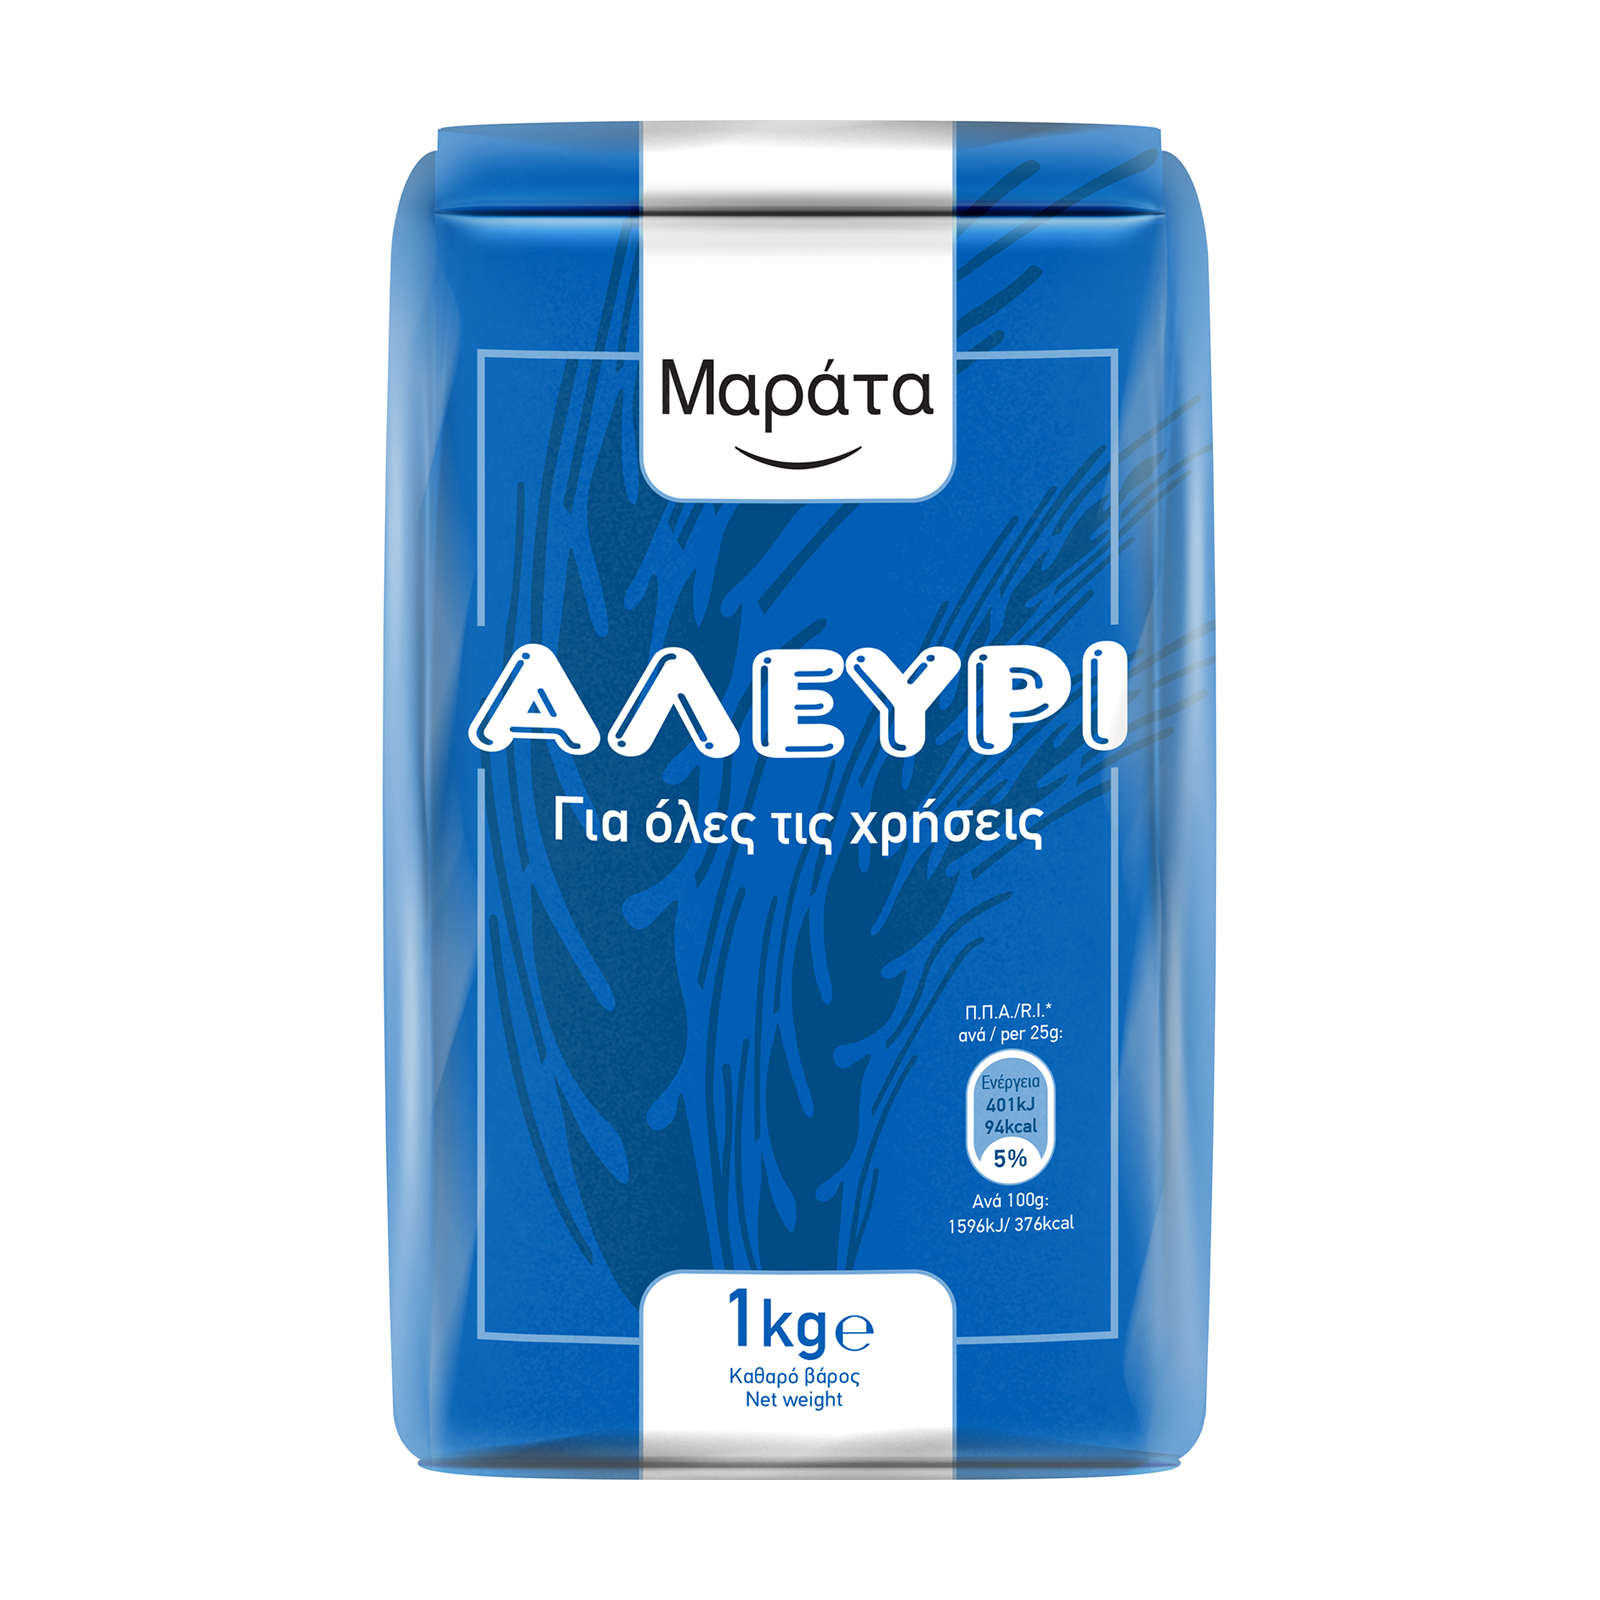 Μαράτα
ΑΛΕΥΡΙ
Για όλες τις χρήσεις
Π.Π.Α./R.I.*
ανά / per 25g:
Ενέργεια
401kJ
94kcal
5%
Ανά 100g:
1596kJ/ 376kcal
1kg℮
Καθαρό βάρος
Net weight